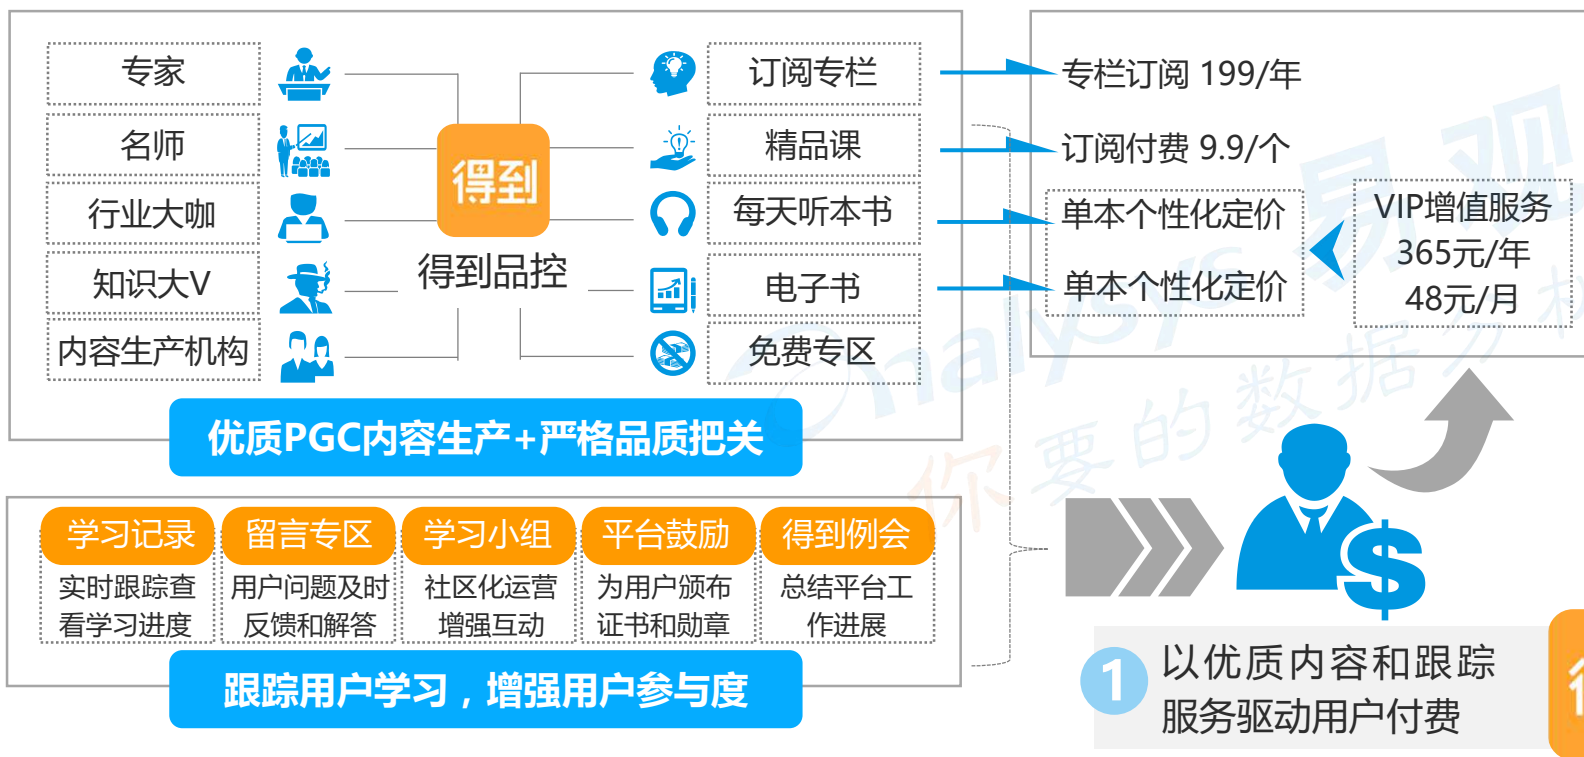 专家
名师
行业大咖
知识大V
内容生产机构
得到
得到品控
订阅专栏
精品课
每天听本书
电子书
免费专区
优质PGC内容生产+严格品质把关
专栏订阅 199/年
订阅付费 9.9/个
单本个性化定价
单本个性化定价
VIP增值服务
365元/年
48元/月
学习记录
实时跟踪查
看学习进度
留言专区
用户问题及时
反馈和解答
学习小组
社区化运营
增强互动
平台鼓励
为用户颁布
证书和勋章
得到例会
总结平台工
作进展
跟踪用户学习，增强用户参与度
$
1
以优质内容和跟踪
服务驱动用户付费
nalysys 易观
你要的数据分析